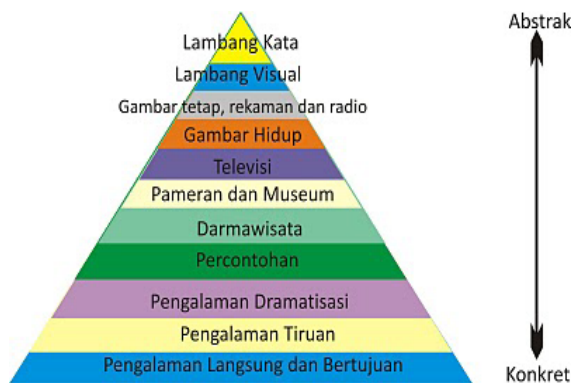 Abstrak
Lambang Kata
Lambang Visual
Gambar tetap, rekaman dan radio
Gambar Hidup
Televisi
Pameran dan Museum
Darmawisata
Percontohan
Pengalaman Dramatisasi
Pengalaman Tiruan
Pengalaman Langsung dan Bertujuan
Konkret